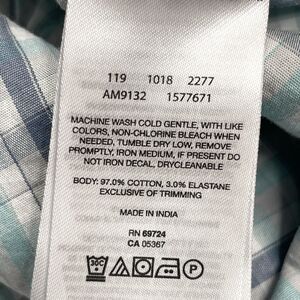 119 1018 2277
AM9132 1577671
MACHINE WASH COLD GENTLE, WITH LIKE
COLORS, NON-CHLORINE BLEACH WHEN
NEEDED, TUMBLE DRY LOW, REMOVE
PROMPTLY, IRON MEDIUM, IF PRESENT DO
NOT IRON DECAL, DRYCLEANABLE
BODY: 97.0% COTTON, 3.0% ELASTANE
EXCLUSIVE OF TRIMMING
MADE IN INDIA
RN 69724
CA 05367